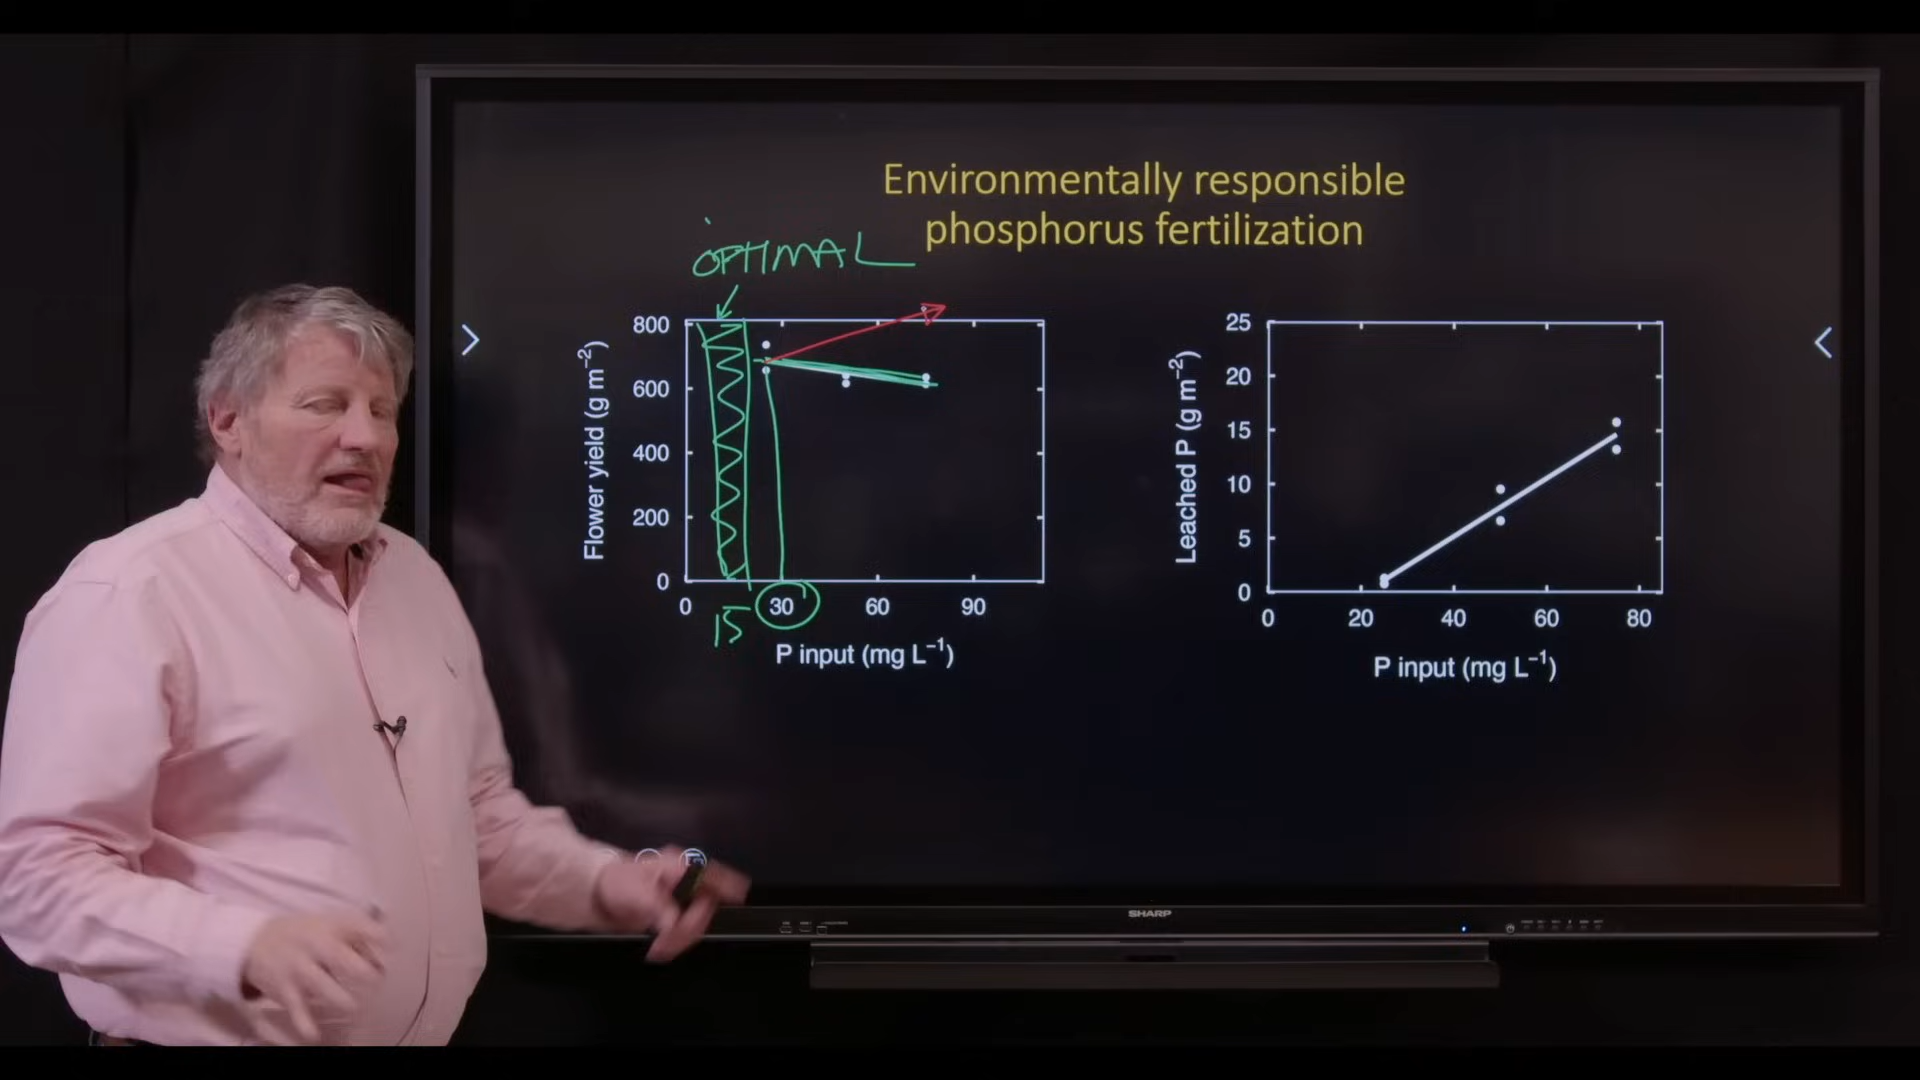 Environmentally responsible
phosphorus fertilization
OPTIMAL
800
600
400
200
0
Flower yield (g m⁻²)
0
30
60
90
15
P input (mg L⁻¹)
25
20
15
10
5
0
Leached P (g m⁻²)
0
20
40
60
80
P input (mg L⁻¹)
SHARP